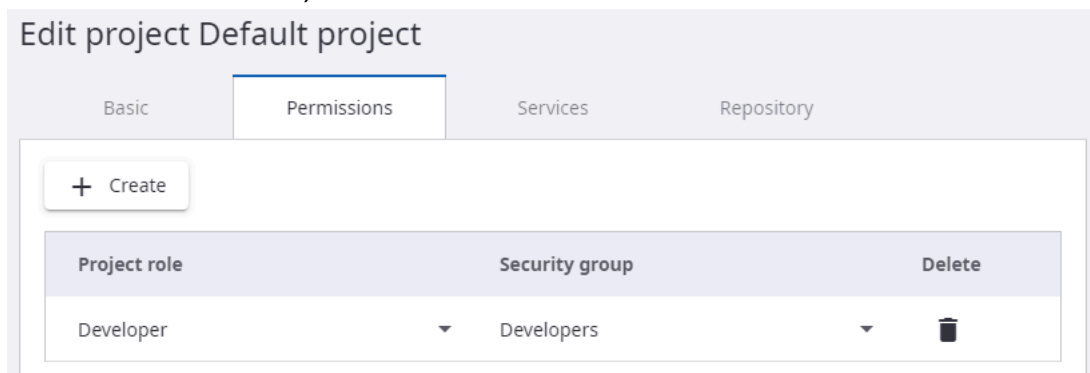 Edit project Default project
Basic Permissions Services Repository
+ Create
Project role Security group Delete
Developer Developers